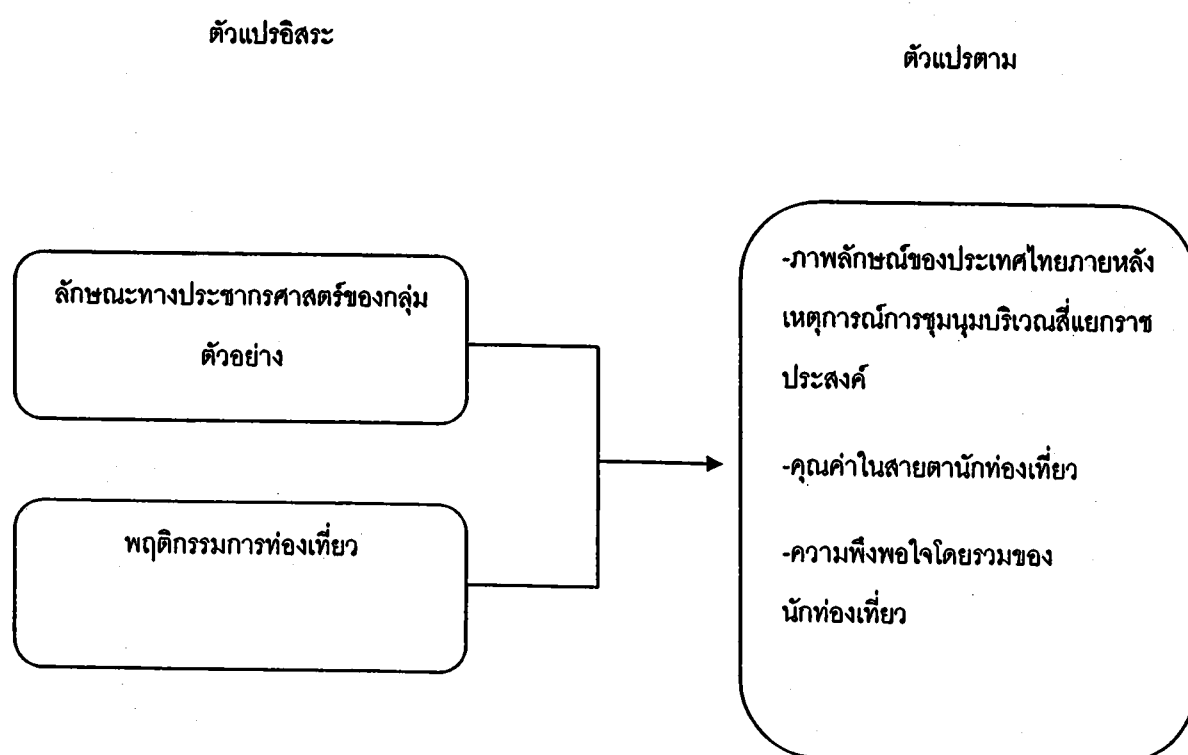 ตัวแปรอิสระ
ตัวแปรตาม
ลักษณะทางประชากรศาสตร์ของกลุ่ม
ตัวอย่าง
พฤติกรรมการท่องเที่ยว
-ภาพลักษณ์ของประเทศไทยภายหลัง
เหตุการณ์การชุมนุมบริเวณสี่แยกราช
ประสงค์
-คุณค่าในสายตานักท่องเที่ยว
-ความพึงพอใจโดยรวมของ
นักท่องเที่ยว